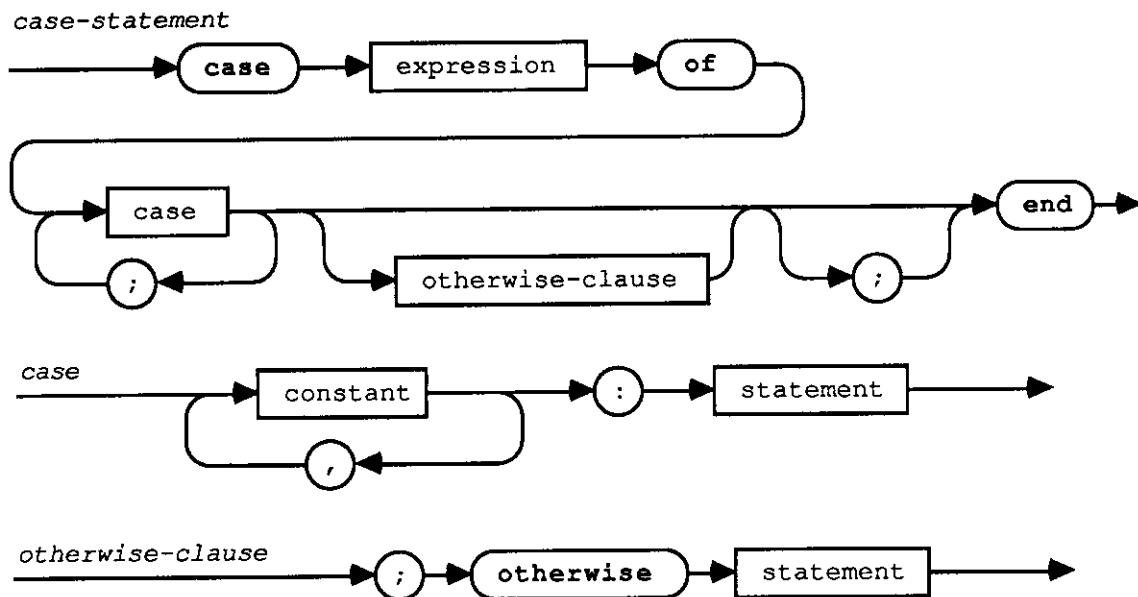 case-statement
case expression of
case end
; otherwise-clause ;
case
constant : statement
,
otherwise-clause
; otherwise statement